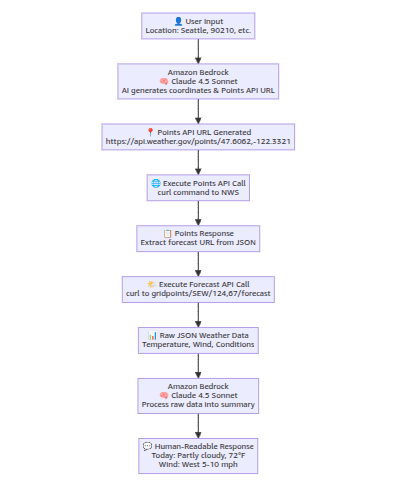 👤 User Input
Location: Seattle, 90210, etc.
Amazon Bedrock
🧠 Claude 4.5 Sonnet
AI generates coordinates & Points API URL
📍 Points API URL Generated
https://api.weather.gov/points/47.6062,-122.3321
🌐 Execute Points API Call
curl command to NWS
📋 Points Response
Extract forecast URL from JSON
🌤️ Execute Forecast API Call
curl to gridpoints/SEW/124,67/forecast
📊 Raw JSON Weather Data
Temperature, Wind, Conditions
Amazon Bedrock
🧠 Claude 4.5 Sonnet
Process raw data into summary
💬 Human-Readable Response
Today: Partly cloudy, 72°F
Wind: West 5-10 mph